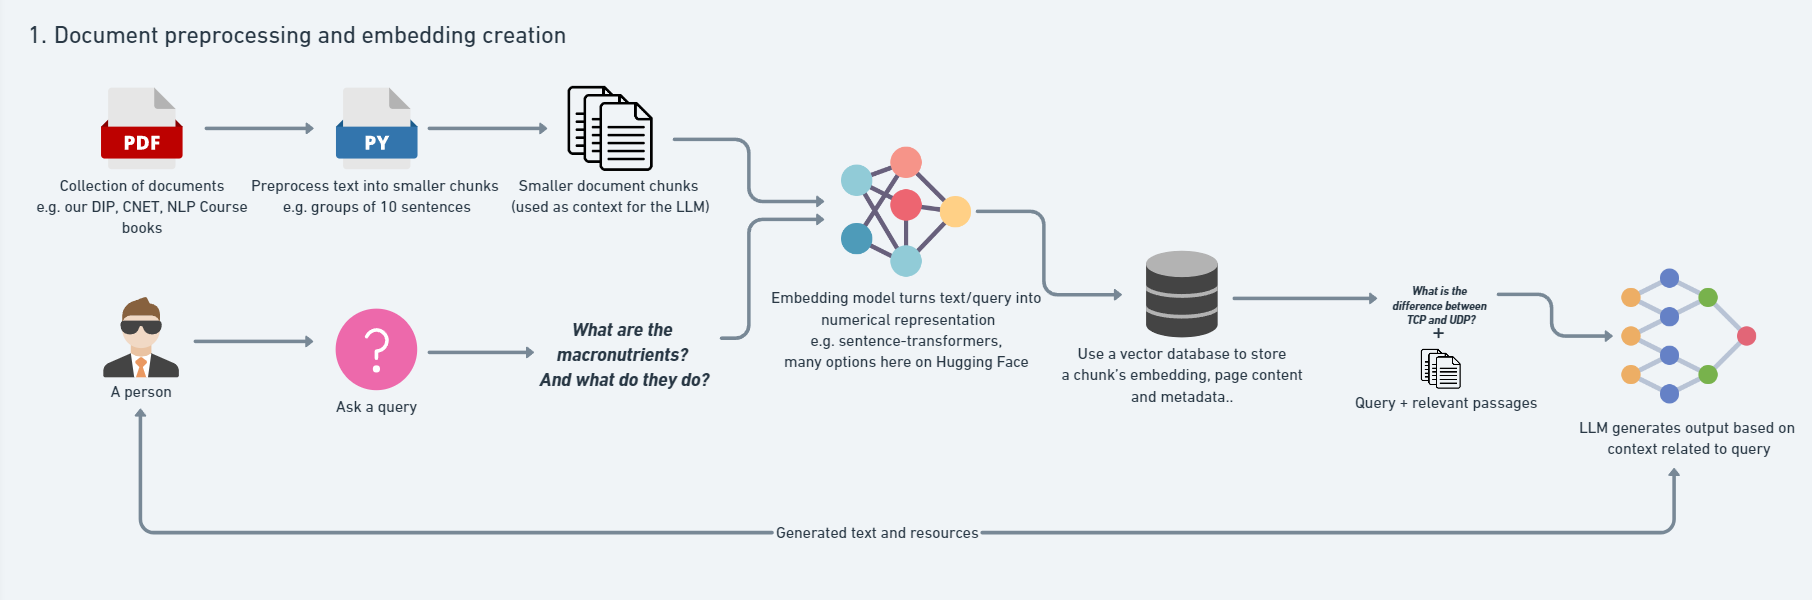 1. Document preprocessing and embedding creation
PDF
PY
Collection of documents
e.g. our DIP, CNET, NLP Course
books
Preprocess text into smaller chunks
e.g. groups of 10 sentences
Smaller document chunks
(used as context for the LLM)
A person
?
Ask a query
What are the
macronutrients?
And what do they do?
Embedding model turns text/query into
numerical representation
e.g. sentence-transformers,
many options here on Hugging Face
Use a vector database to store
a chunk's embedding, page content
and metadata..
What is the
difference between
TCP and UDP?
+
Query + relevant passages
LLM generates output based on
context related to query
Generated text and resources